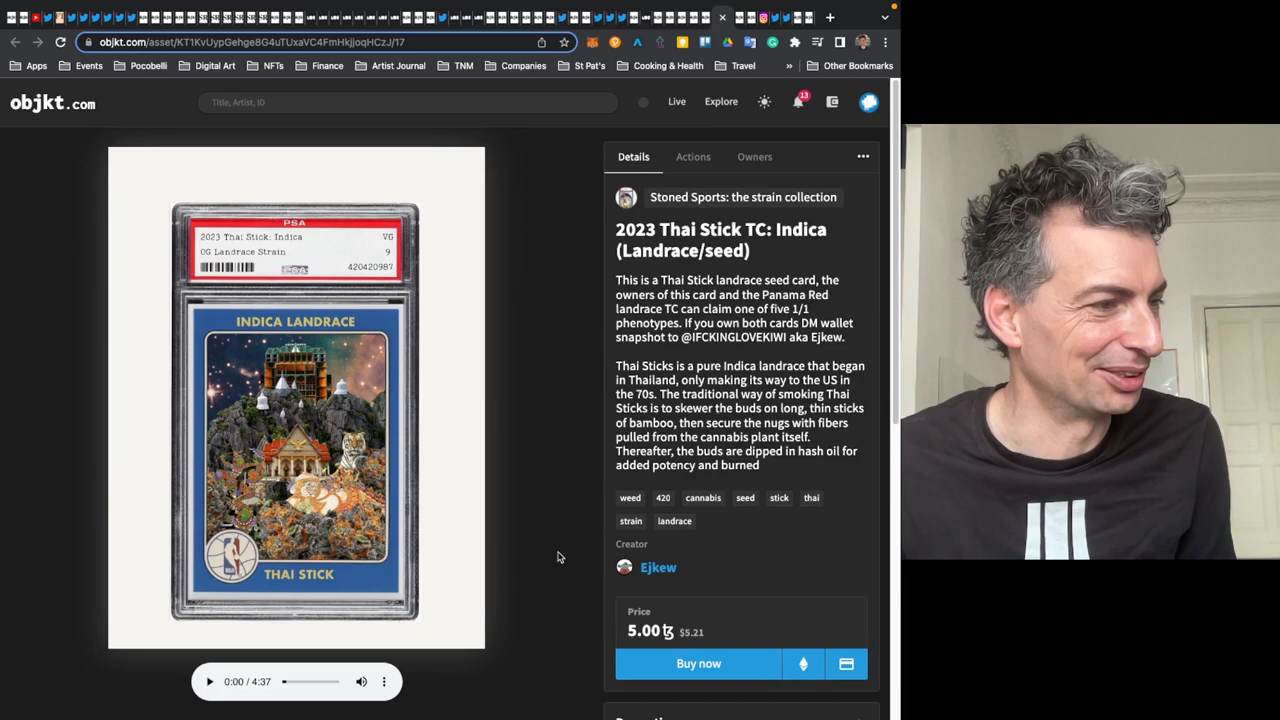 objkt.com/asset/KT1KvUypGehge8G4uTUxaVC4FmHkjjoqHCzJ/17
Apps
Events
Pocobelli
Digital Art
NFTs
Finance
Artist Journal
TNM
Companies
St Pat's
Cooking & Health
Travel
»
Other Bookmarks
objkt.com
Title, Artist, ID
Live
Explore
13
PSA
2023 Thai Stick: Indica VG
OG Landrace Strain 9
420420987
INDICA LANDRACE
NBA
THAI STICK
0:00 / 4:37
Details
Actions
Owners
Stoned Sports: the strain collection
2023 Thai Stick TC: Indica
(Landrace/seed)
This is a Thai Stick landrace seed card, the
owners of this card and the Panama Red
landrace TC can claim one of five 1/1
phenotypes. If you own both cards DM wallet
snapshot to @IFCKINGLOVEKIWI aka Ejkew.
Thai Sticks is a pure Indica landrace that began
in Thailand, only making its way to the US in
the 70s. The traditional way of smoking Thai
Sticks is to skewer the buds on long, thin sticks
of bamboo, then secure the nugs with fibers
pulled from the cannabis plant itself.
Thereafter, the buds are dipped in hash oil for
added potency and burned
weed
420
cannabis
seed
stick
thai
strain
landrace
Creator
Ejkew
Price
5.00ꜩ $5.21
Buy now